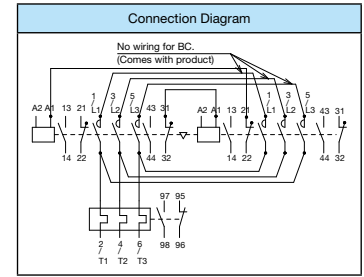 Connection Diagram
No wiring for BC.
(Comes with product)
1/L1 3/L2 5/L3 1/L1 3/L2 5/L3
A2 A1 13 21 43 31 A2 A1 13 21 43 31
14 22 44 32 14 22 44 32
97 95
2/T1 4/T2 6/T3 98 96